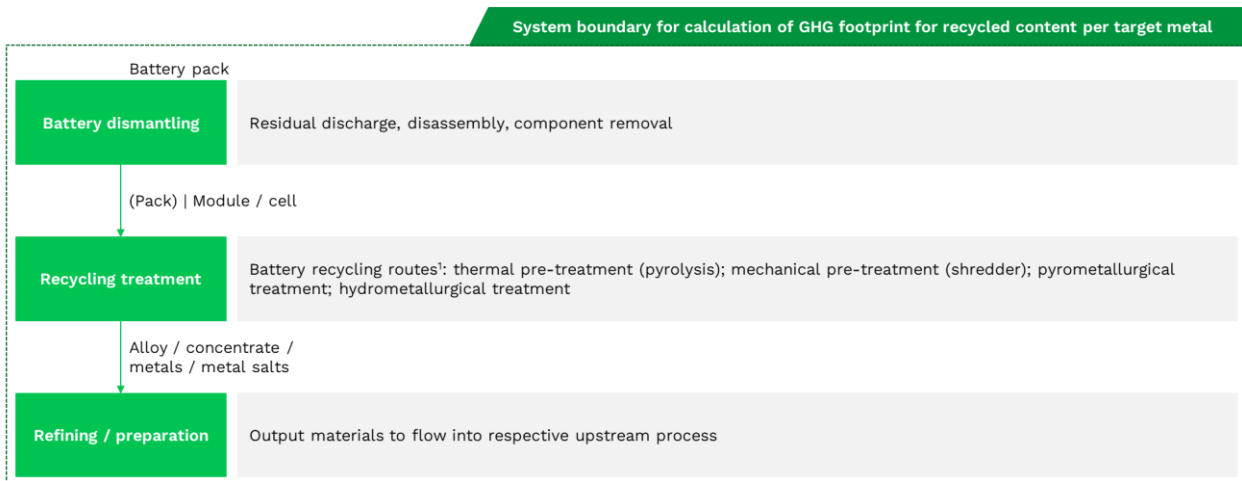 System boundary for calculation of GHG footprint for recycled content per target metal
Battery pack
Battery dismantling
Residual discharge, disassembly, component removal
(Pack) | Module / cell
Recycling treatment
Battery recycling routes¹: thermal pre-treatment (pyrolysis); mechanical pre-treatment (shredder); pyrometallurgical
treatment; hydrometallurgical treatment
Alloy / concentrate /
metals / metal salts
Refining / preparation
Output materials to flow into respective upstream process